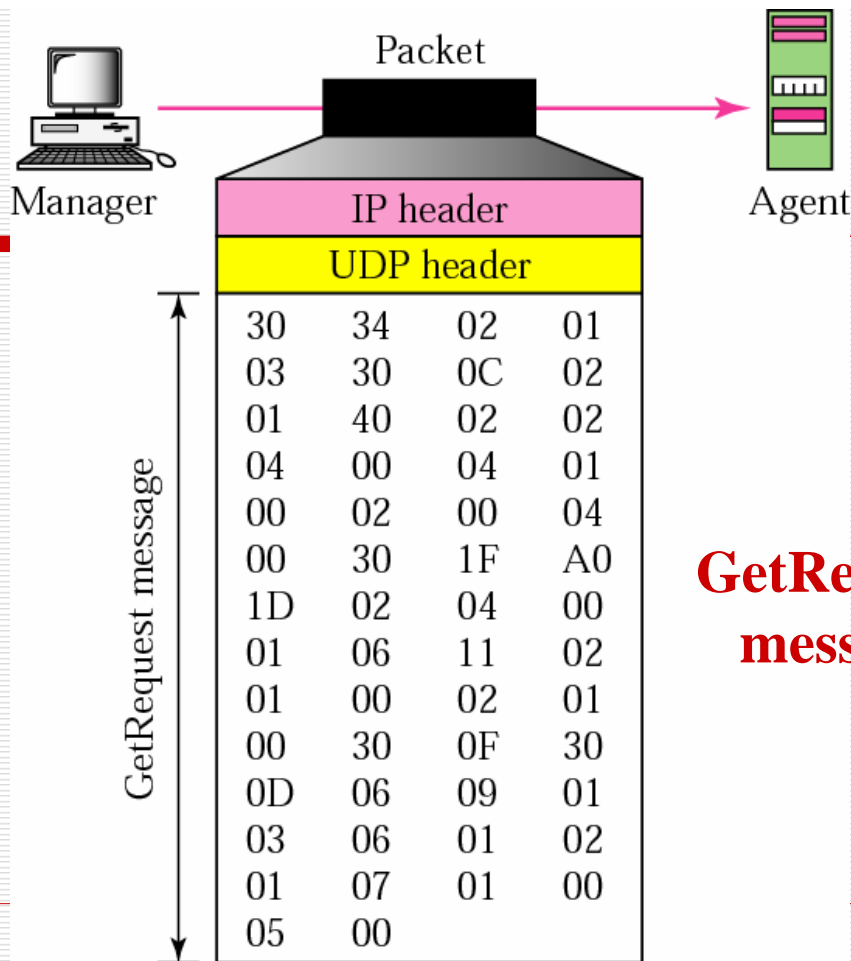 Packet
Manager
Agent
IP header
UDP header
GetRequest message
30 34 02 01
03 30 0C 02
01 40 02 02
04 00 04 01
00 02 00 04
00 30 1F A0
1D 02 04 00
01 06 11 02
01 00 02 01
00 30 0F 30
0D 06 09 01
03 06 01 02
01 07 01 00
05 00
GetRe
mess